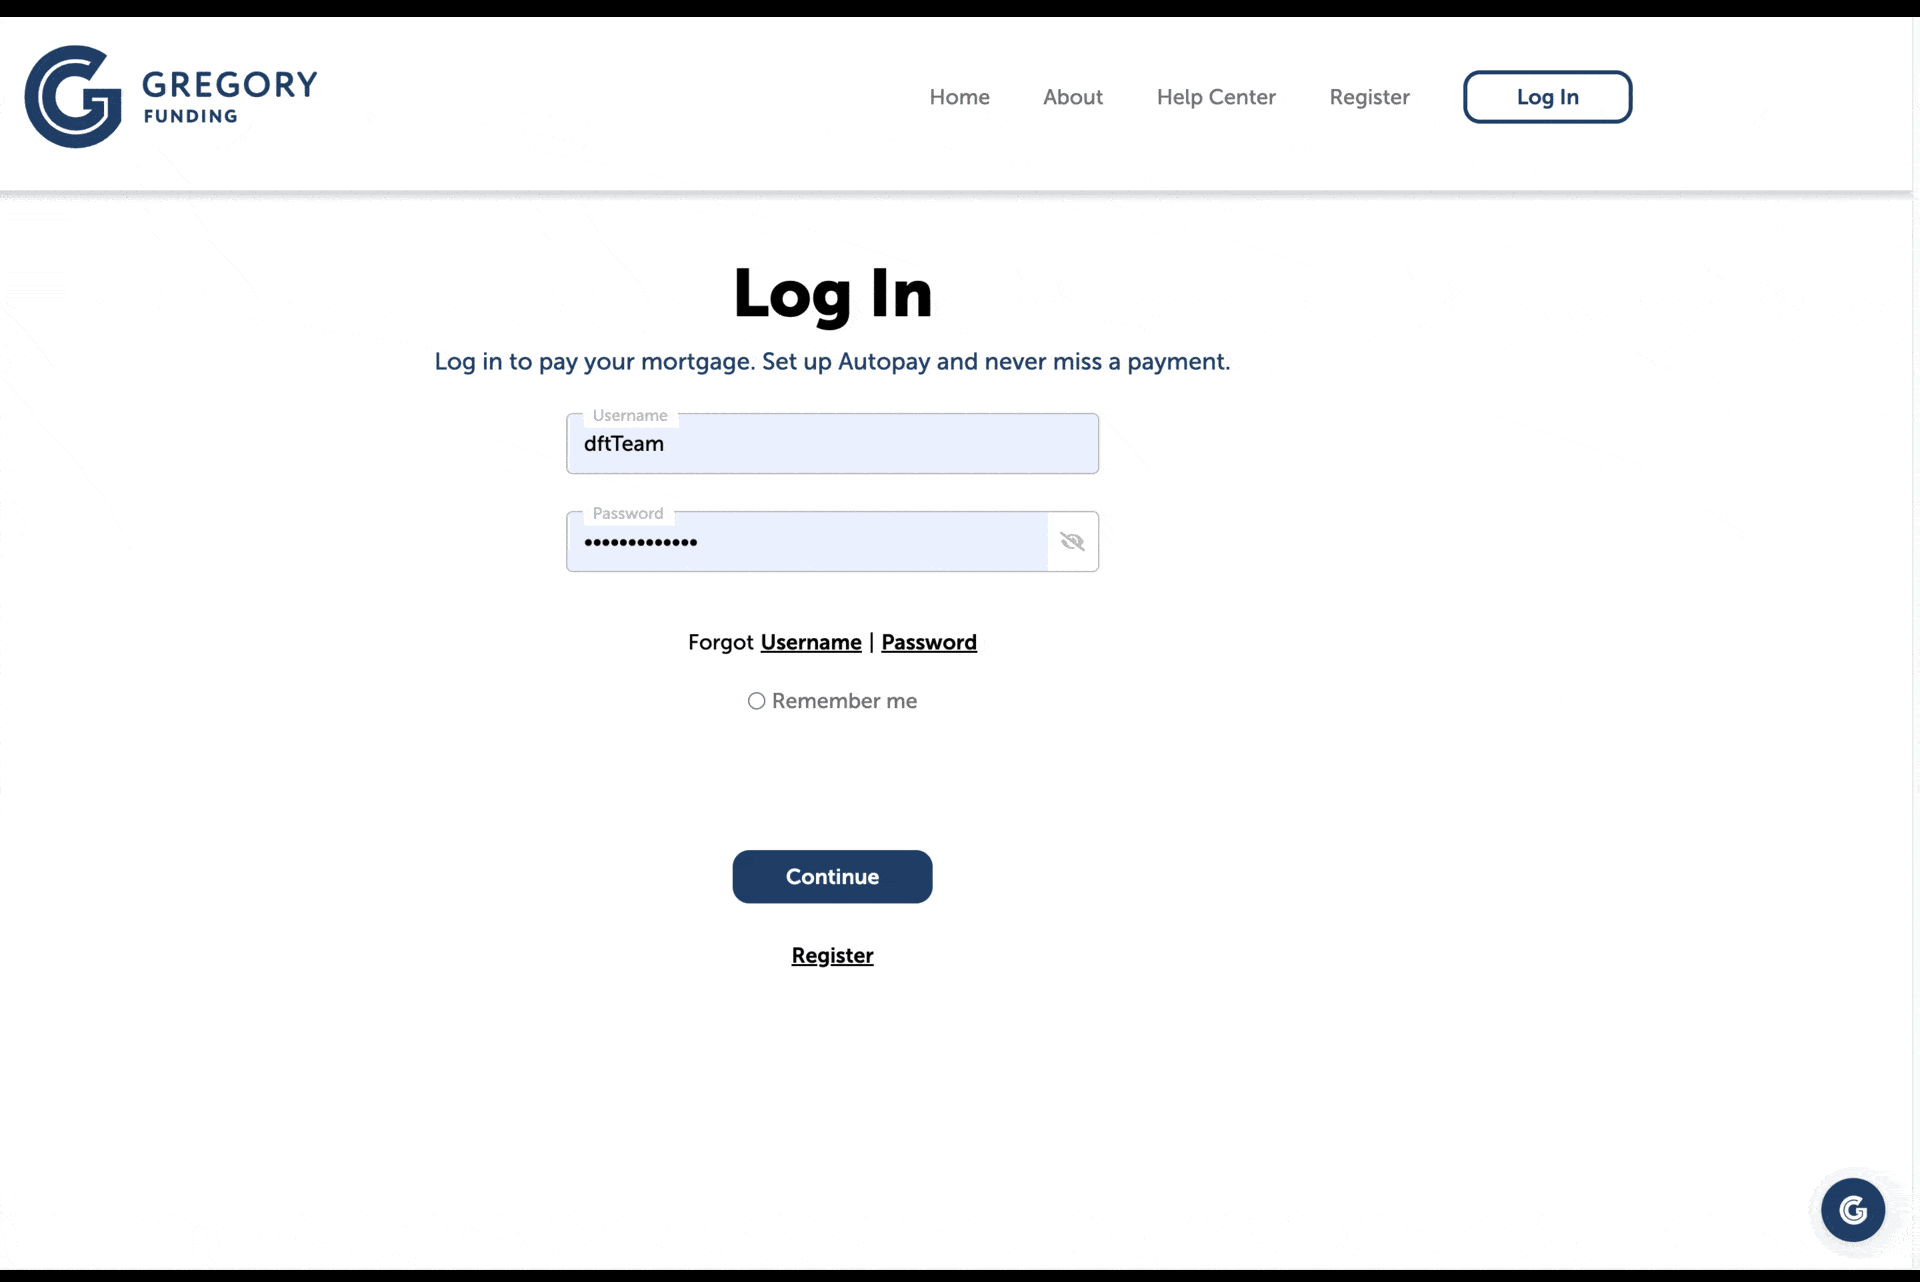 GREGORY
FUNDING
Home About Help Center Register Log In
Log In
Log in to pay your mortgage. Set up Autopay and never miss a payment.
Username
dftTeam
Password
•••••••••••••
Forgot Username | Password
Remember me
Continue
Register